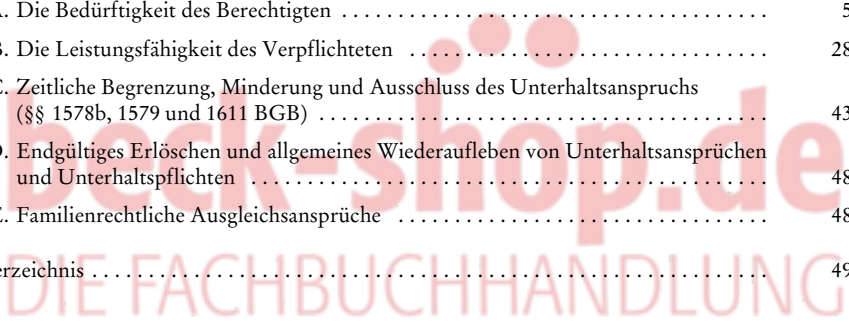 A. Die Bedürftigkeit des Berechtigten . . . . . . . . . . . . . . . . . . . . . . . . . . . . . . . . . . . . . . . . 5
B. Die Leistungsfähigkeit des Verpflichteten . . . . . . . . . . . . . . . . . . . . . . . . . . . . . . . . . 28
C. Zeitliche Begrenzung, Minderung und Ausschluss des Unterhaltsanspruchs
(§§ 1578b, 1579 und 1611 BGB) . . . . . . . . . . . . . . . . . . . . . . . . . . . . . . . . . . . . . . . . . . 43
D. Endgültiges Erlöschen und allgemeines Wiederaufleben von Unterhaltsansprüchen
und Unterhaltspflichten . . . . . . . . . . . . . . . . . . . . . . . . . . . . . . . . . . . . . . . . . . . . . . . . 48
E. Familienrechtliche Ausgleichsansprüche . . . . . . . . . . . . . . . . . . . . . . . . . . . . . . . . . . 48
erzeichnis . . . . . . . . . . . . . . . . . . . . . . . . . . . . . . . . . . . . . . . . . . . . . . . . . . . . . . . . . . . . . 49
beck-shop.de
DIE FACHBUCHHANDLUNG